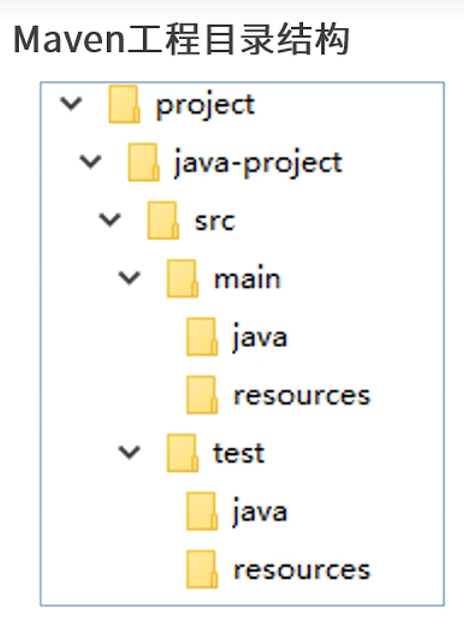 Maven工程目录结构
project
java-project
src
main
java
resources
test
java
resources